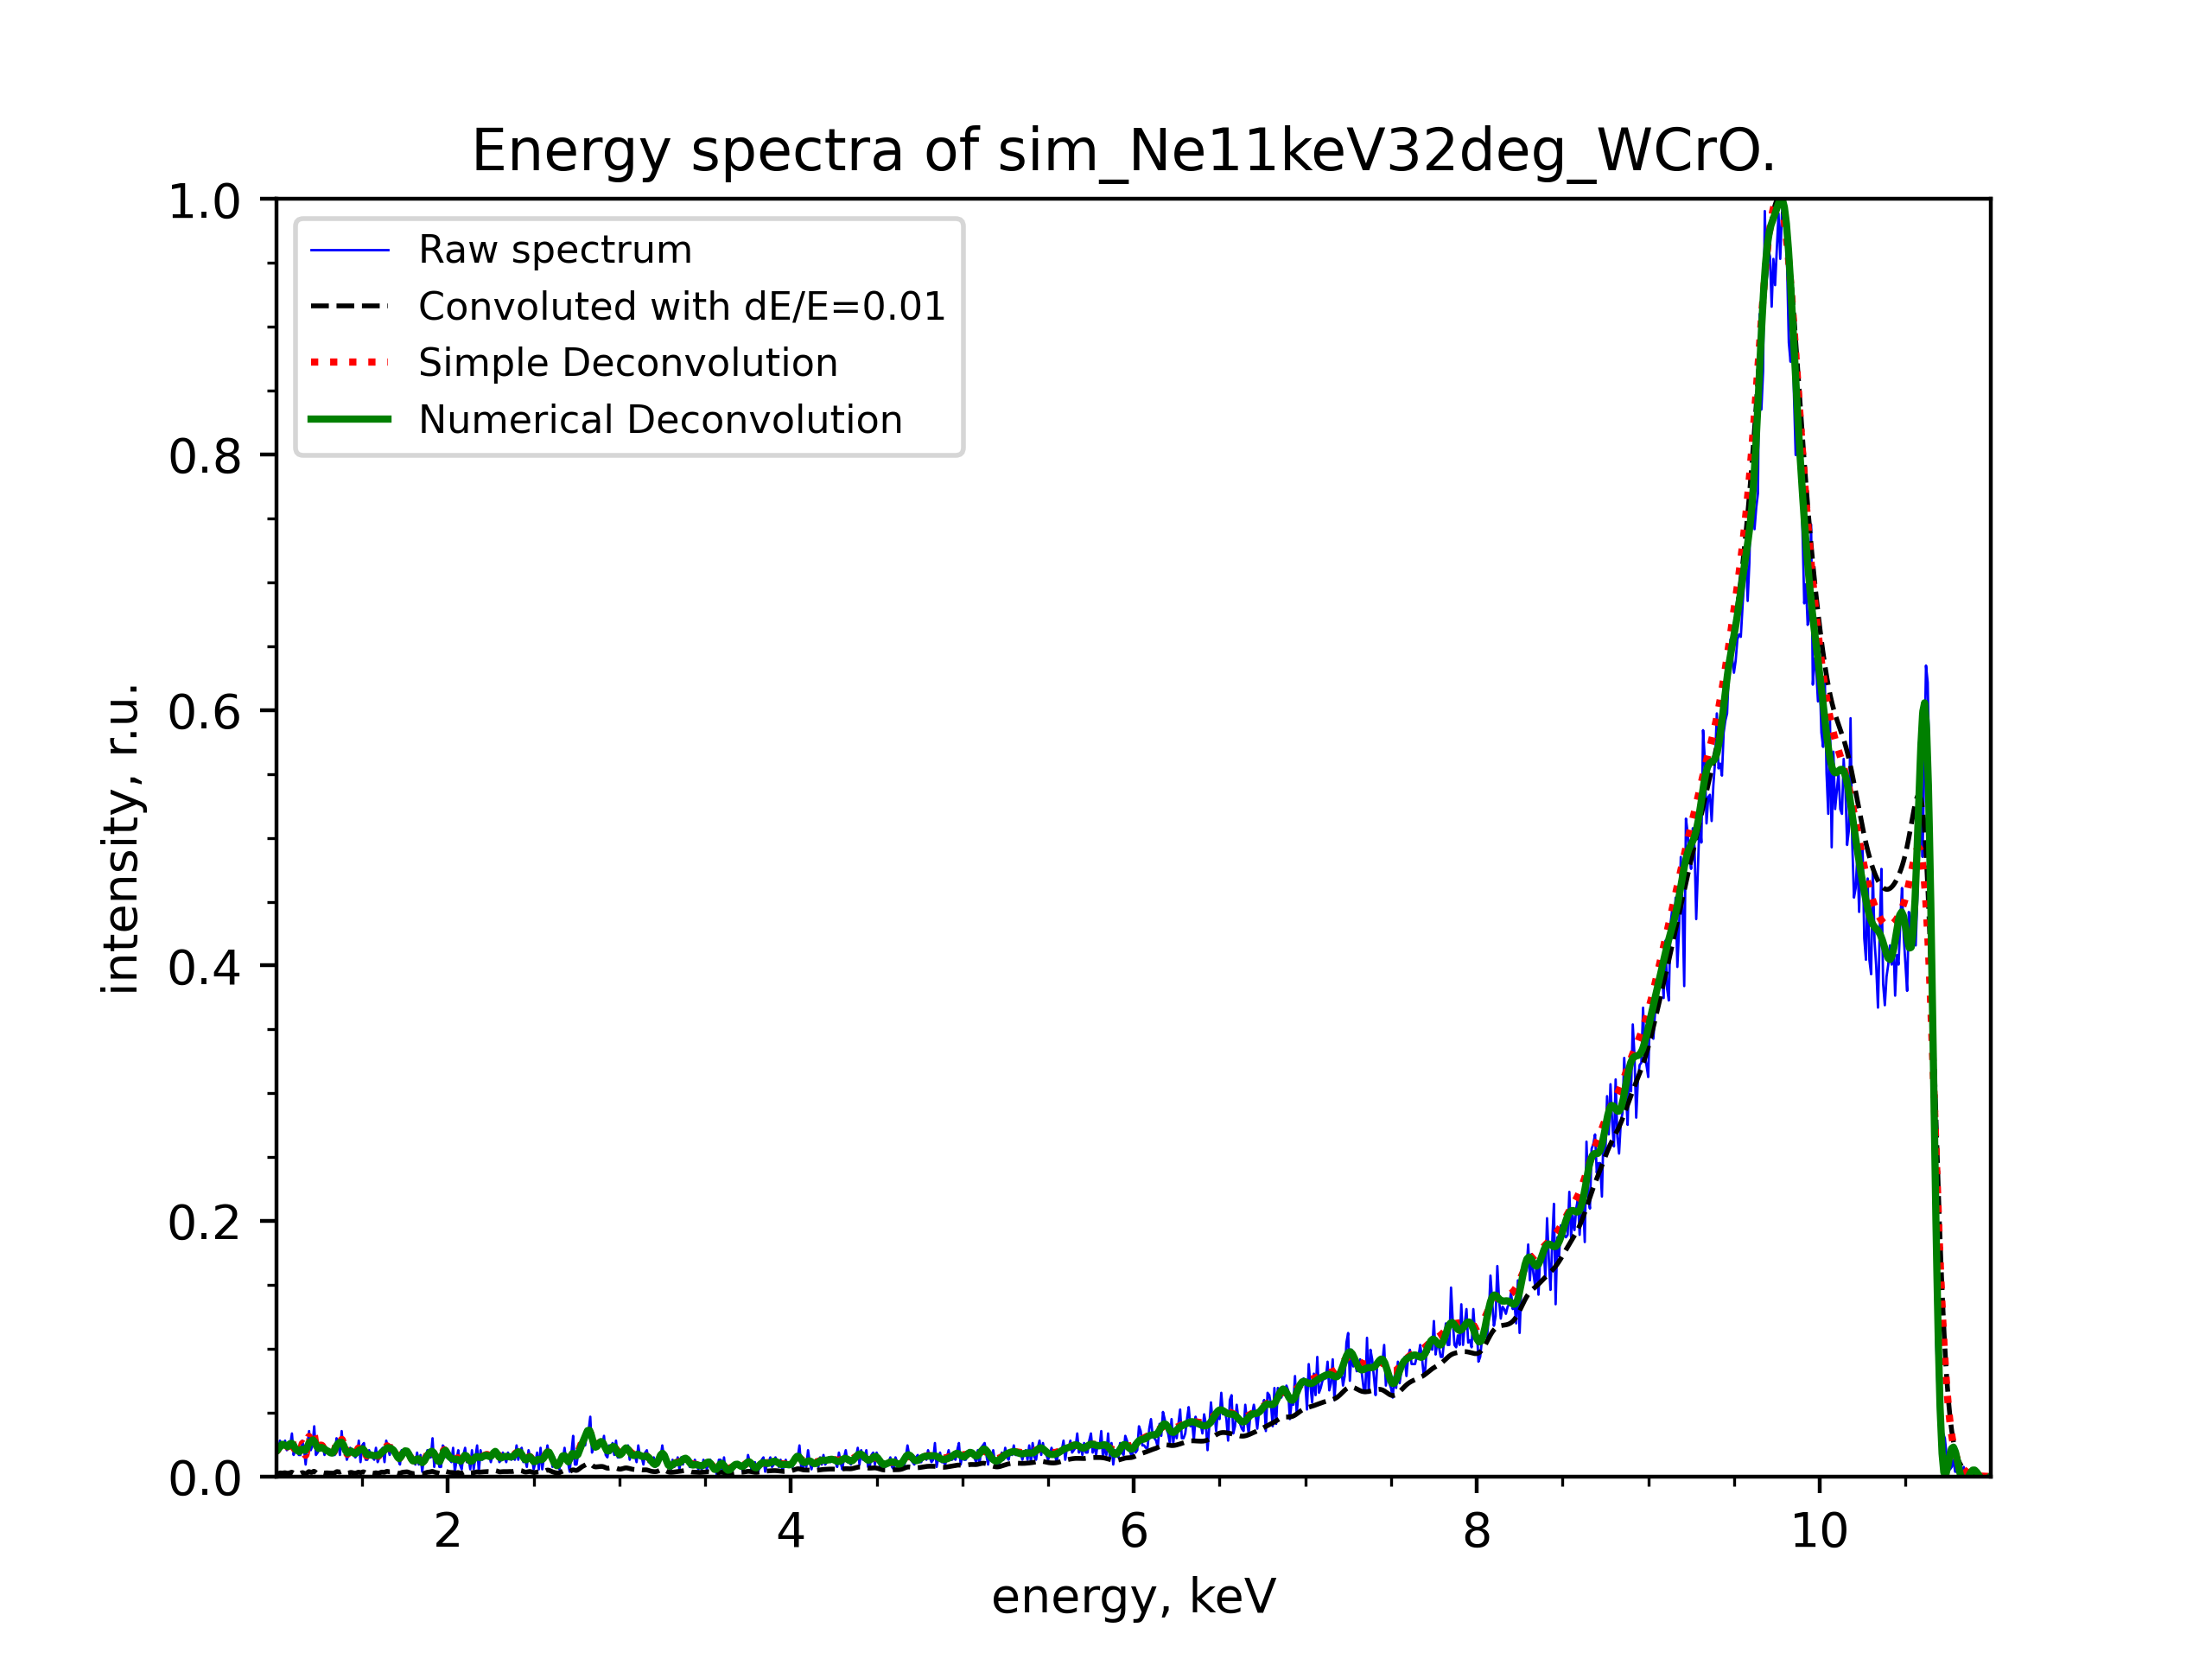 Energy spectra of sim_Ne11keV32deg_WCrO.
1.0
0.8
0.6
0.4
0.2
0.0
intensity, r.u.
Raw spectrum
Convoluted with dE/E=0.01
Simple Deconvolution
Numerical Deconvolution
2 4 6 8 10
energy, keV